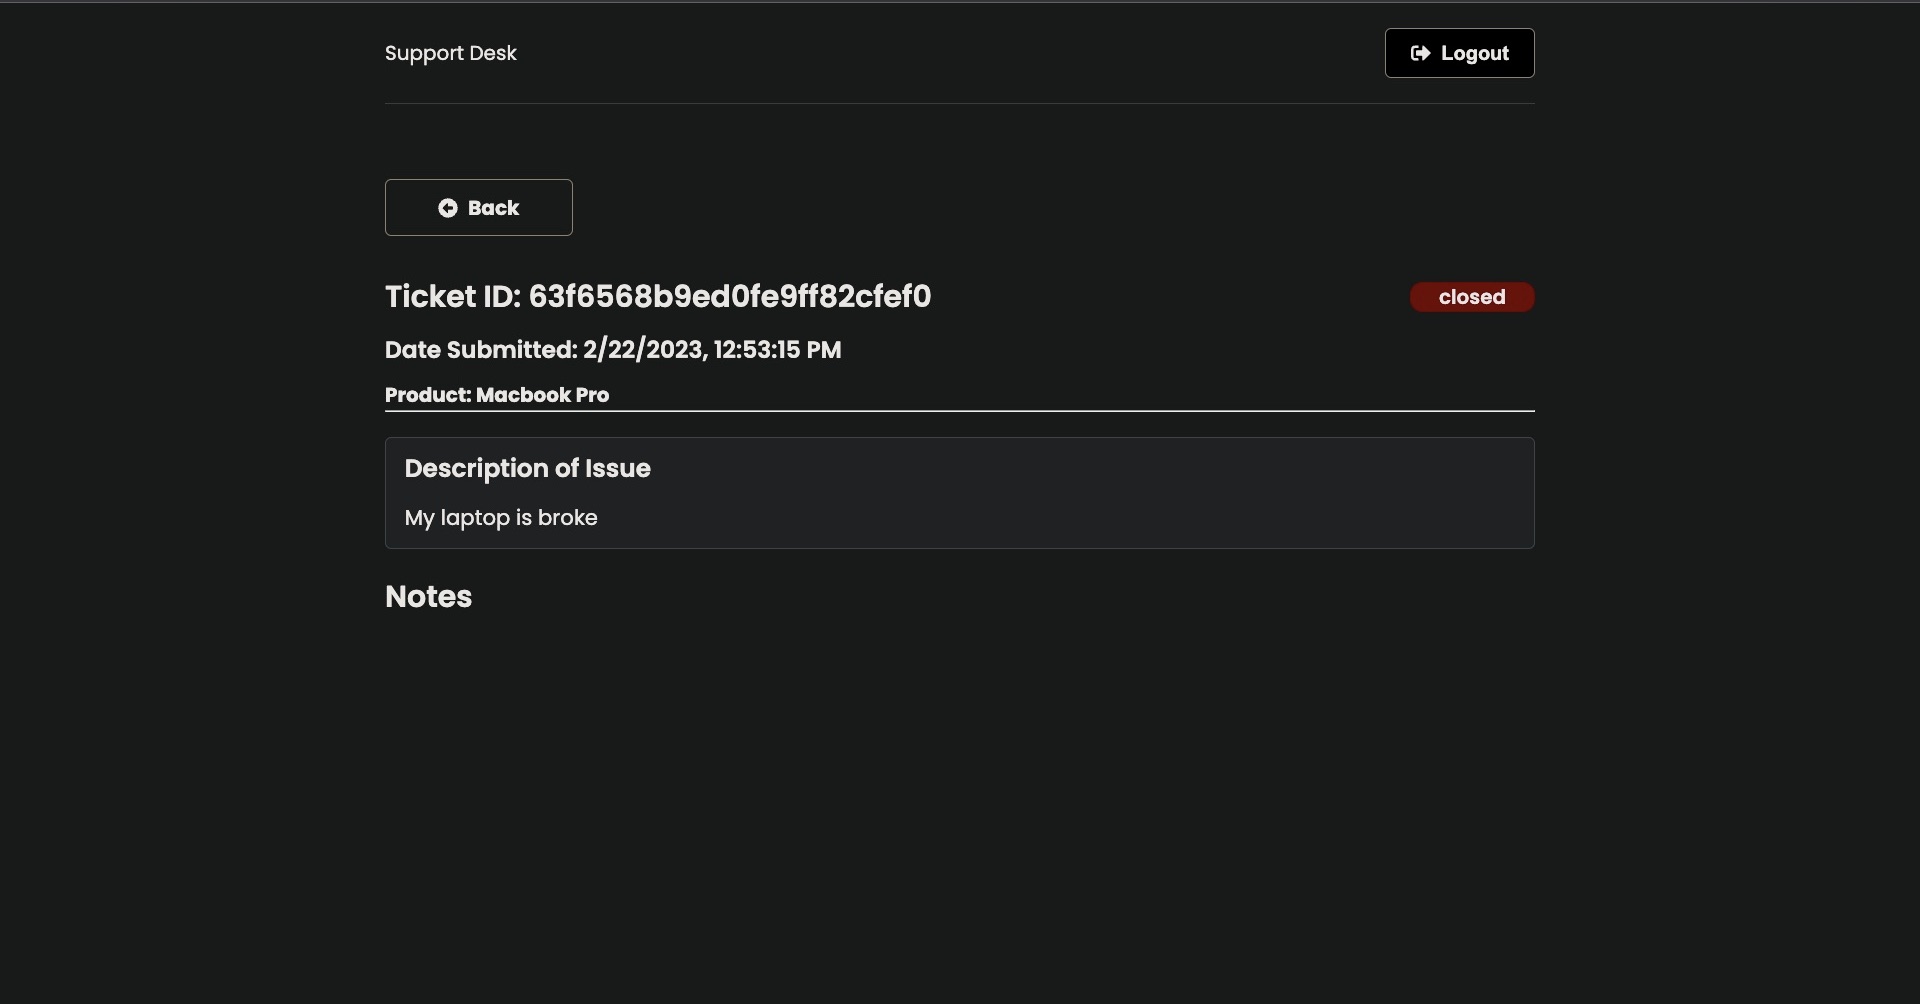 Support Desk
Logout
Back
Ticket ID: 63f6568b9ed0fe9ff82cfef0
closed
Date Submitted: 2/22/2023, 12:53:15 PM
Product: Macbook Pro
Description of Issue
My laptop is broke
Notes